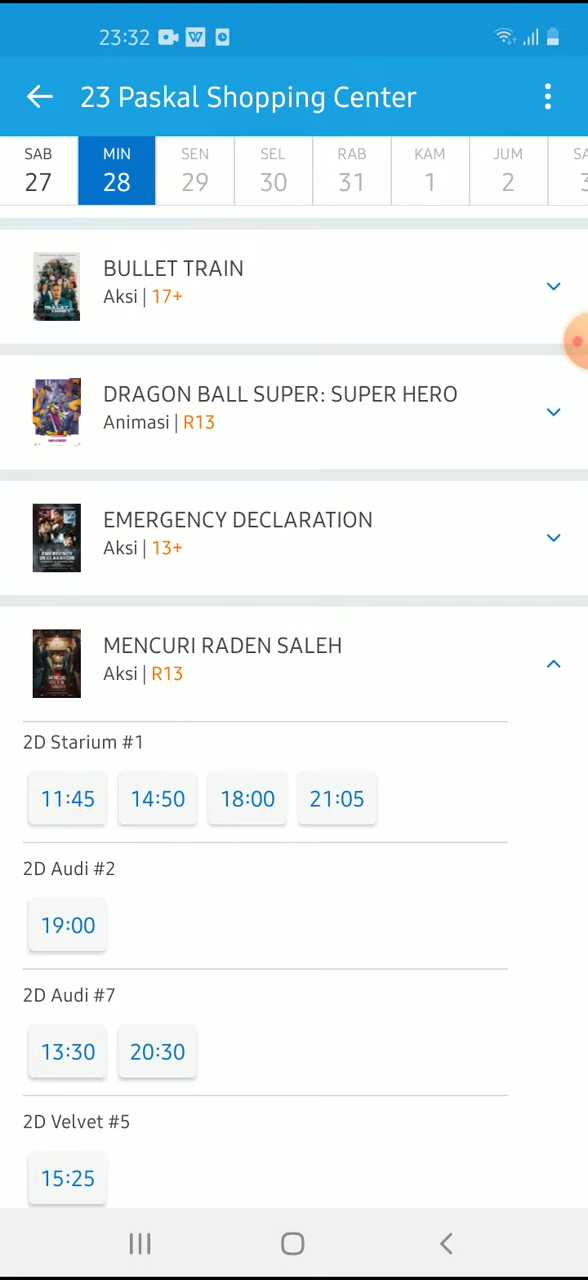 23:32
23 Paskal Shopping Center
SAB MIN SEN SEL RAB KAM JUM
27 28 29 30 31 1 2
BULLET TRAIN
Aksi | 17+
DRAGON BALL SUPER: SUPER HERO
Animasi | R13
EMERGENCY DECLARATION
Aksi | 13+
MENCURI RADEN SALEH
Aksi | R13
2D Starium #1
11:45 14:50 18:00 21:05
2D Audi #2
19:00
2D Audi #7
13:30 20:30
2D Velvet #5
15:25